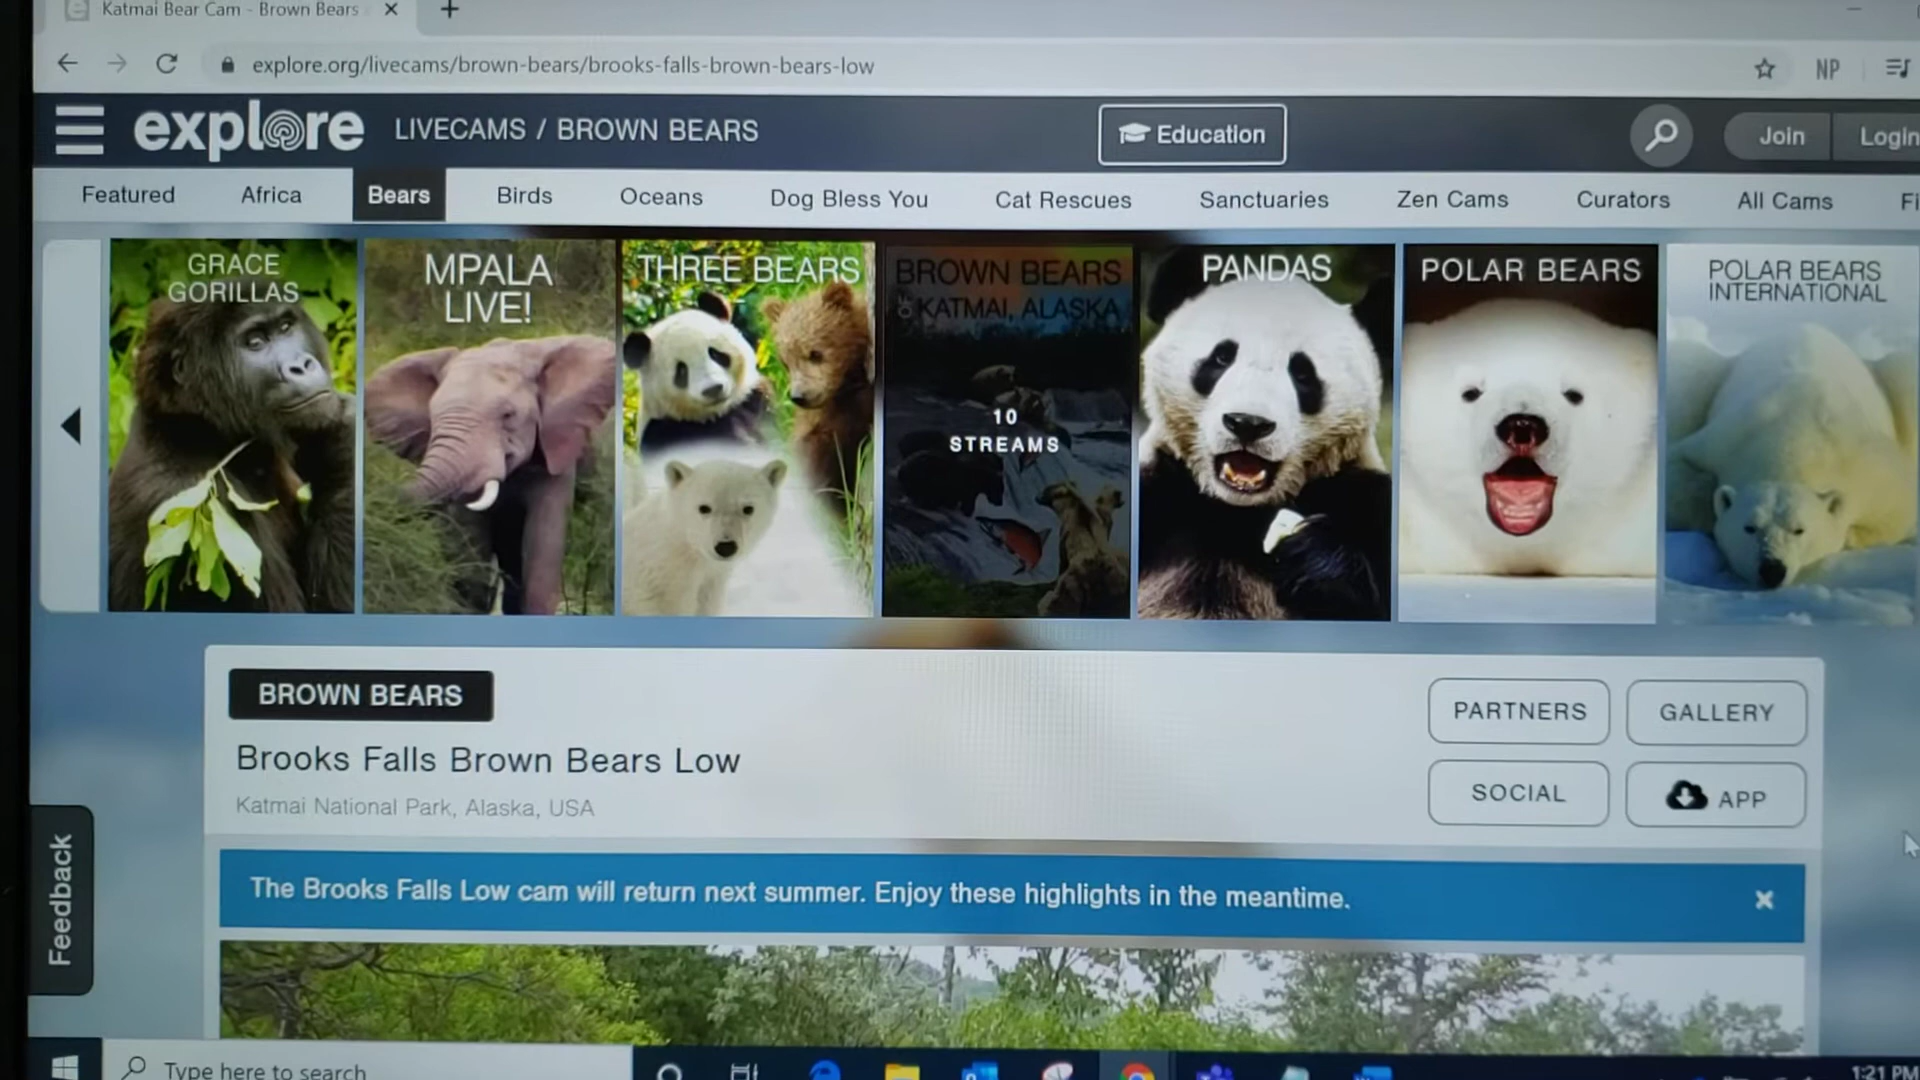 Katmai Bear Cam - Brown Bears
explore.org/livecams/brown-bears/brooks-falls-brown-bears-low
NP
explore
LIVECAMS / BROWN BEARS
Education
Join
Login
Featured
Africa
Bears
Birds
Oceans
Dog Bless You
Cat Rescues
Sanctuaries
Zen Cams
Curators
All Cams
Fi
GRACE
GORILLAS
MPALA
LIVE!
THREE BEARS
BROWN BEARS
KATMAI, ALASKA
10
STREAMS
PANDAS
POLAR BEARS
POLAR BEARS
INTERNATIONAL
BROWN BEARS
Brooks Falls Brown Bears Low
Katmai National Park, Alaska, USA
PARTNERS
GALLERY
SOCIAL
APP
Feedback
The Brooks Falls Low cam will return next summer. Enjoy these highlights in the meantime.
Type here to search
1:21 PM